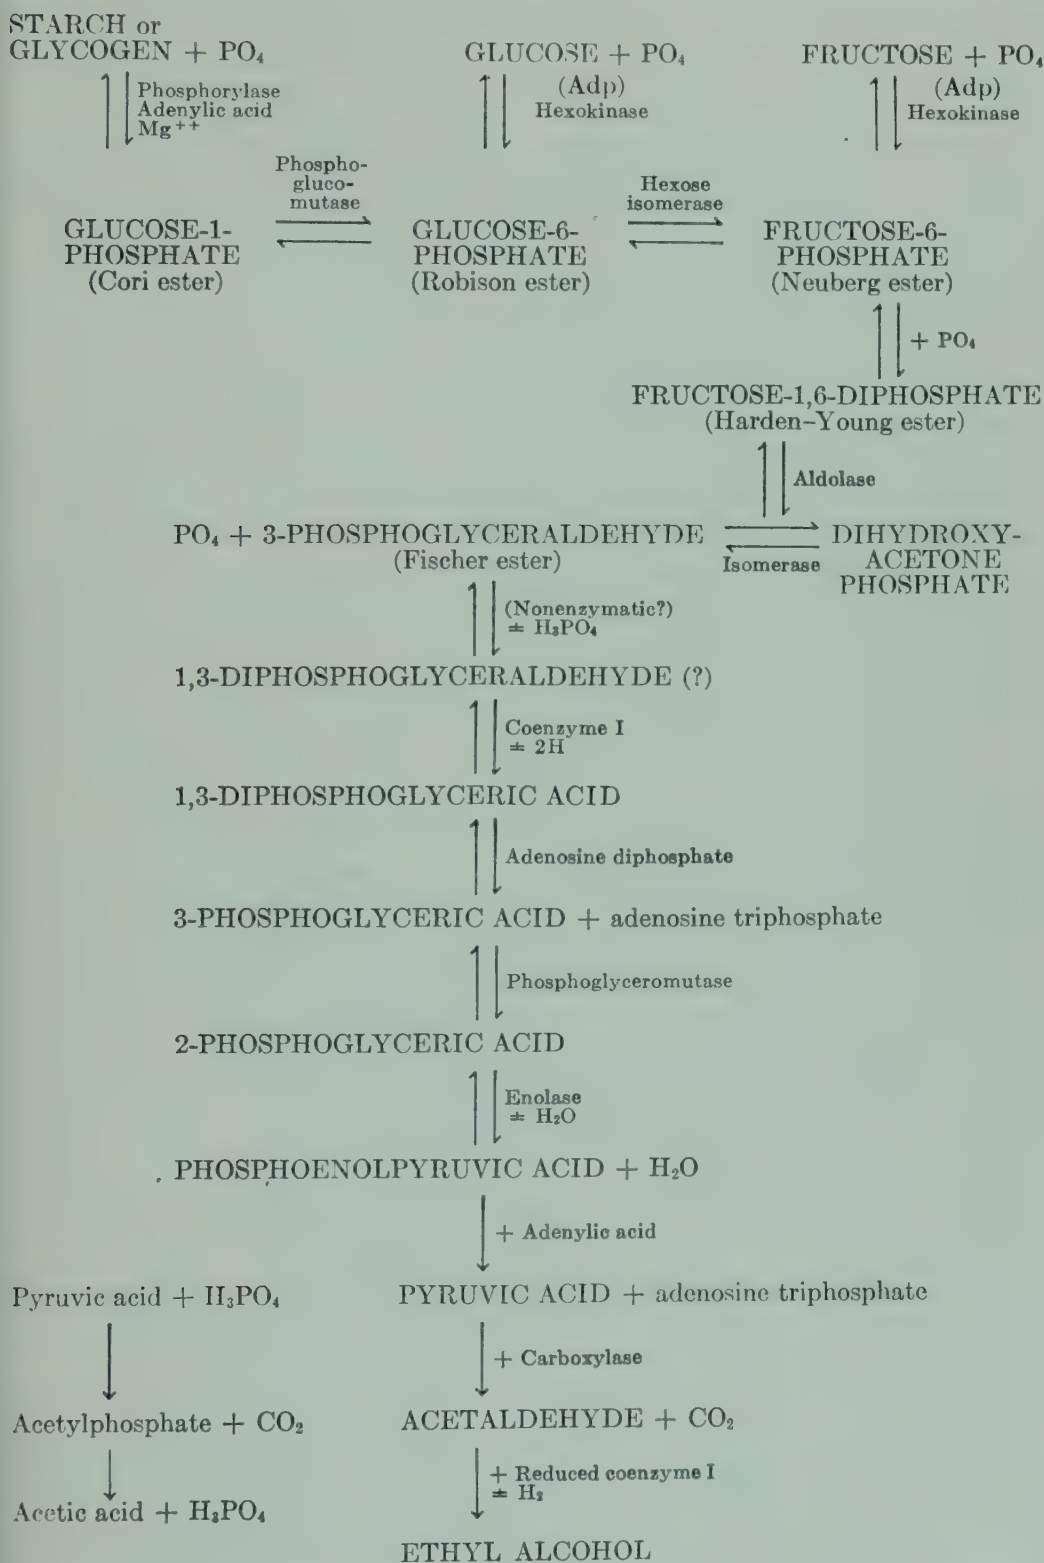 STARCH or
GLYCOGEN + PO₄
GLUCOSE + PO₄
FRUCTOSE + PO₄
Phosphorylase
Adenylic acid
Mg⁺⁺
(Adp)
Hexokinase
(Adp)
Hexokinase
Phospho-
gluco-
mutase
Hexose
isomerase
GLUCOSE-1-
PHOSPHATE
(Cori ester)
GLUCOSE-6-
PHOSPHATE
(Robison ester)
FRUCTOSE-6-
PHOSPHATE
(Neuberg ester)
+ PO₄
FRUCTOSE-1,6-DIPHOSPHATE
(Harden–Young ester)
Aldolase
PO₄ + 3-PHOSPHOGLYCERALDEHYDE
(Fischer ester)
Isomerase
DIHYDROXY-
ACETONE
PHOSPHATE
(Nonenzymatic?)
± H₃PO₄
1,3-DIPHOSPHOGLYCERALDEHYDE (?)
Coenzyme I
± 2H
1,3-DIPHOSPHOGLYCERIC ACID
Adenosine diphosphate
3-PHOSPHOGLYCERIC ACID + adenosine triphosphate
Phosphoglyceromutase
2-PHOSPHOGLYCERIC ACID
Enolase
± H₂O
PHOSPHOENOLPYRUVIC ACID + H₂O
+ Adenylic acid
Pyruvic acid + H₃PO₄
PYRUVIC ACID + adenosine triphosphate
+ Carboxylase
Acetylphosphate + CO₂
ACETALDEHYDE + CO₂
+ Reduced coenzyme I
± H₂
Acetic acid + H₃PO₄
ETHYL ALCOHOL